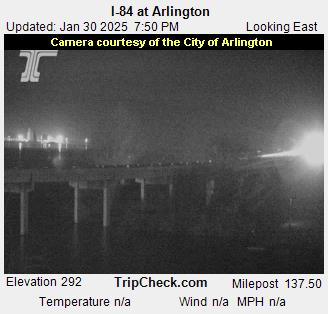 I-84 at Arlington
Updated: Jan 30 2025 7:50 PM Looking East
Camera courtesy of the City of Arlington
Elevation 292 TripCheck.com Milepost 137.50
Temperature n/a Wind n/a MPH n/a